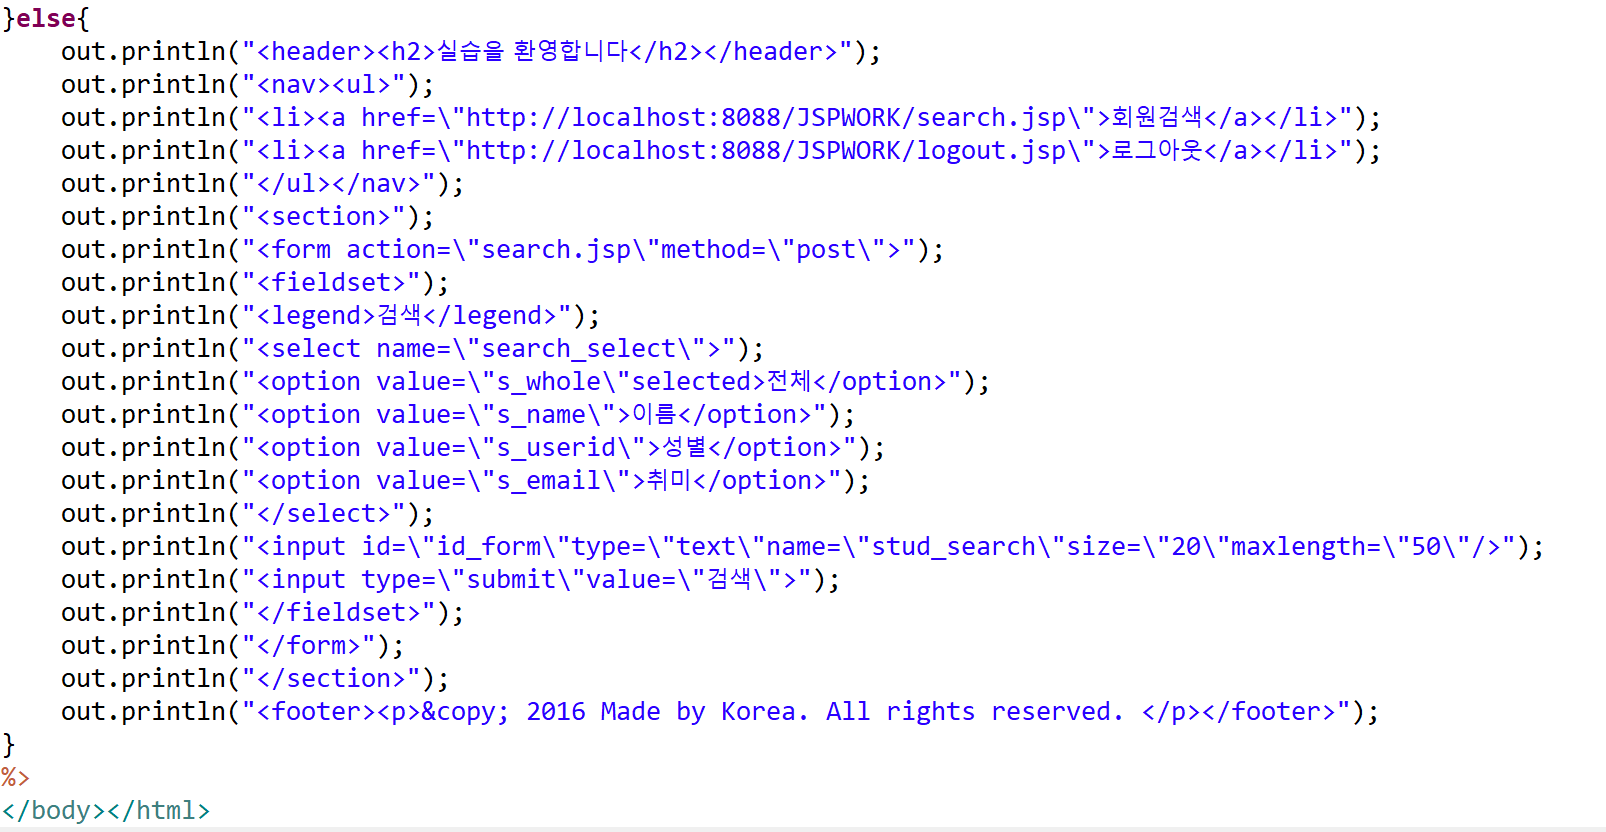 }else{
    out.println("<header><h2>실습을 환영합니다</h2></header>");
    out.println("<nav><ul>");
    out.println("<li><a href=\"http://localhost:8088/JSPWORK/search.jsp\">회원검색</a></li>");
    out.println("<li><a href=\"http://localhost:8088/JSPWORK/logout.jsp\">로그아웃</a></li>");
    out.println("</ul></nav>");
    out.println("<section>");
    out.println("<form action=\"search.jsp\"method=\"post\">");
    out.println("<fieldset>");
    out.println("<legend>검색</legend>");
    out.println("<select name=\"search_select\">");
    out.println("<option value=\"s_whole\"selected>전체</option>");
    out.println("<option value=\"s_name\">이름</option>");
    out.println("<option value=\"s_userid\">성별</option>");
    out.println("<option value=\"s_email\">취미</option>");
    out.println("</select>");
    out.println("<input id=\"id_form\"type=\"text\"name=\"stud_search\"size=\"20\"maxlength=\"50\"/>");
    out.println("<input type=\"submit\"value=\"검색\">");
    out.println("</fieldset>");
    out.println("</form>");
    out.println("</section>");
    out.println("<footer><p>&copy; 2016 Made by Korea. All rights reserved. </p></footer>");
}
%>
</body></html>